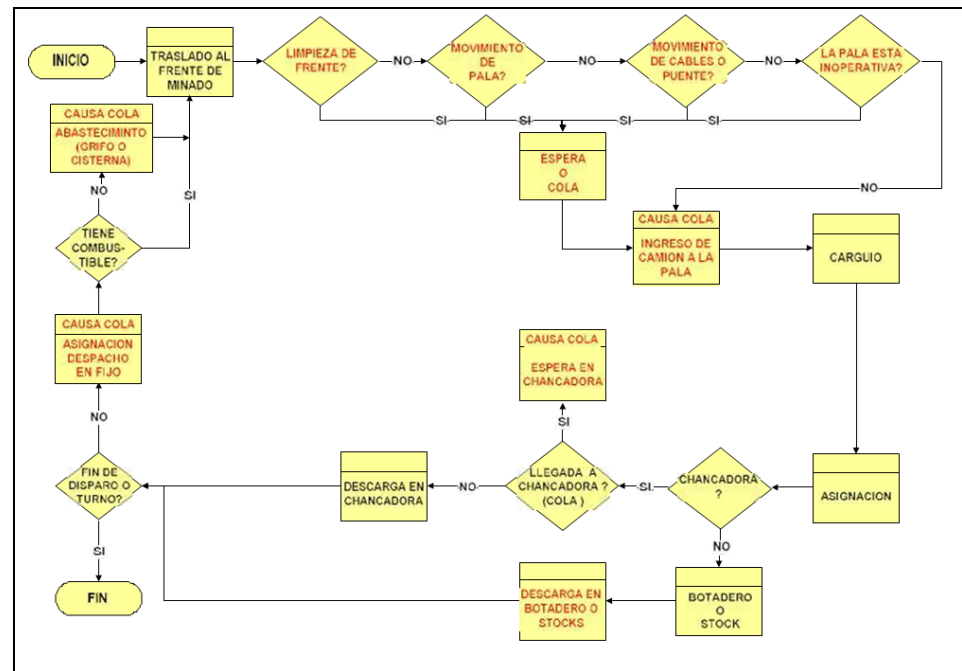 INICIO
TRASLADO AL
FRENTE DE
MINADO
LIMPIEZA DE
FRENTE?
NO
MOVIMIENTO
DE
PALA?
NO
MOVIMIENTO
DE CABLES O
PUENTE?
NO
LA PALA ESTA
INOPERATIVA?
SI
SI
SI
SI
NO
ESPERA
O
COLA
CAUSA COLA
INGRESO DE
CAMION A LA
PALA
CARGUIO
CAUSA COLA
ABASTECIMINTO
(GRIFO O
CISTERNA)
NO
SI
TIENE
COMBUS-
TIBLE?
CAUSA COLA
ASIGNACION
DESPACHO
EN FIJO
NO
FIN DE
DISPARO O
TURNO?
SI
FIN
CAUSA COLA
ESPERA EN
CHANCADORA
SI
LLEGADA A
CHANCADORA ?
(COLA )
NO
DESCARGA EN
CHANCADORA
SI
CHANCADORA
?
ASIGNACION
NO
BOTADERO
O
STOCK
DESCARGA EN
BOTADERO O
STOCKS